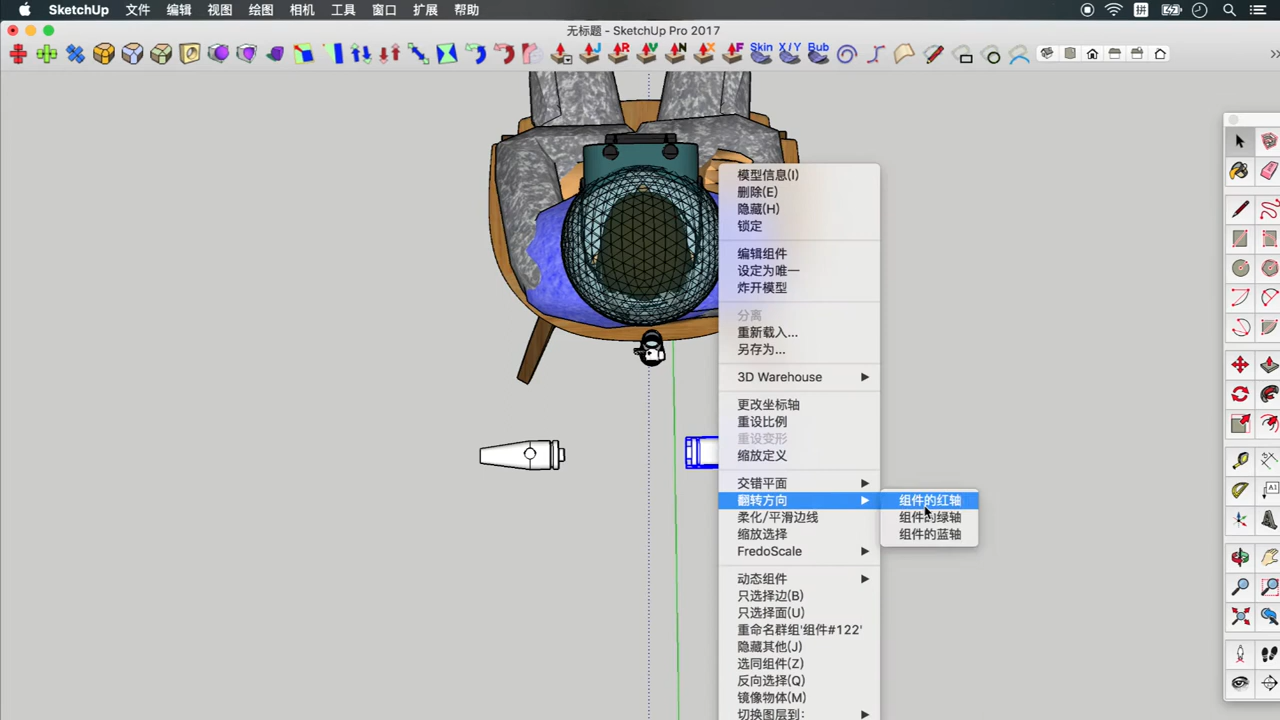 SketchUp 文件 编辑 视图 绘图 相机 工具 窗口 扩展 帮助
拼
无标题 - SketchUp Pro 2017
J R V N X F Skin X/Y Bub
模型信息(I)
删除(E)
隐藏(H)
锁定
编辑组件
设定为唯一
炸开模型
分离
重新载入...
另存为...
3D Warehouse
更改坐标轴
重设比例
重设变形
缩放定义
交错平面
翻转方向
组件的红轴
柔化/平滑边线
组件的绿轴
缩放选择
组件的蓝轴
FredoScale
动态组件
只选择边(B)
只选择面(U)
重命名群组'组件#122'
隐藏其他(J)
选同组件(Z)
反向选择(Q)
镜像物体(M)
切换图层到: